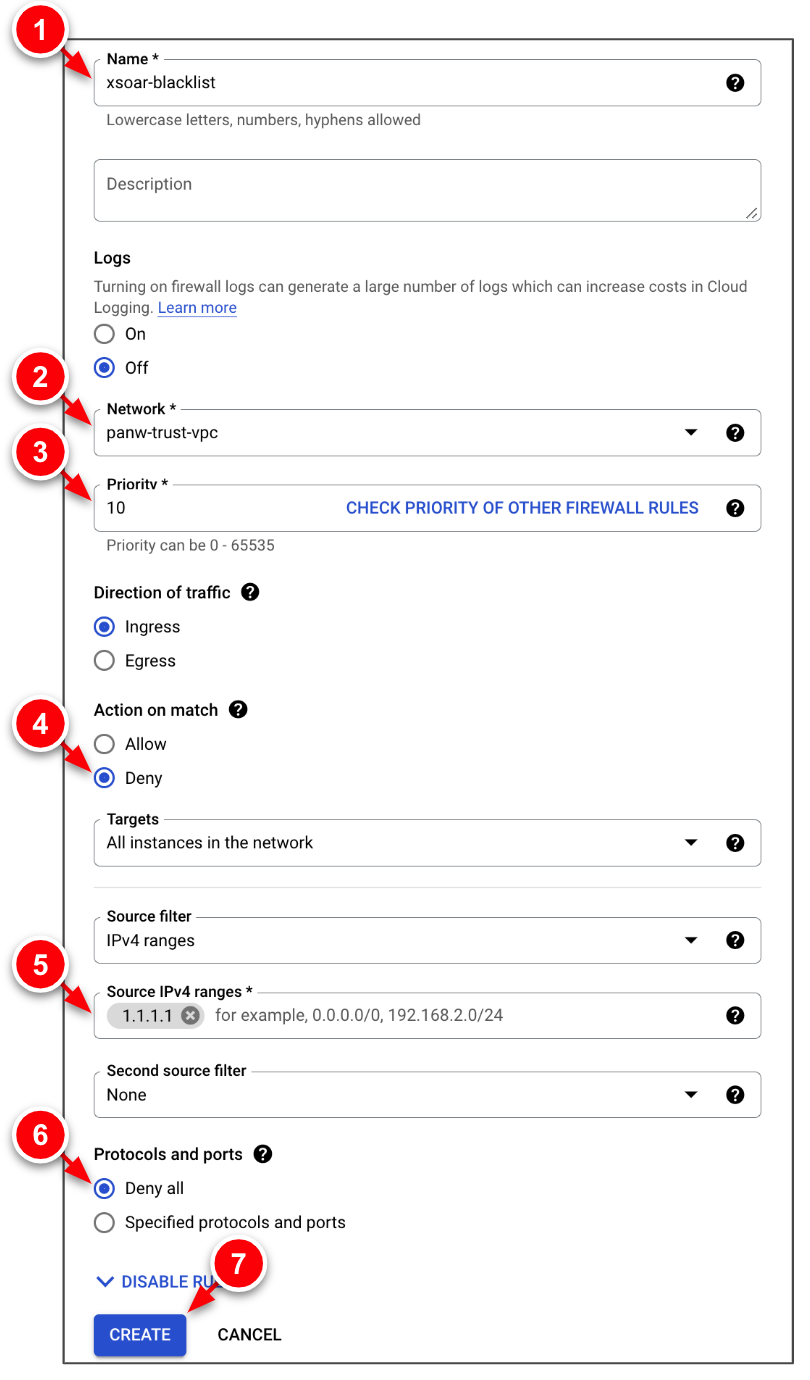 1
Name *
xsoar-blacklist
Lowercase letters, numbers, hyphens allowed
Description
Logs
Turning on firewall logs can generate a large number of logs which can increase costs in Cloud
Logging. Learn more
On
Off
2
Network *
panw-trust-vpc
3
Priority *
10 CHECK PRIORITY OF OTHER FIREWALL RULES
Priority can be 0 - 65535
Direction of traffic
Ingress
Egress
Action on match
4
Allow
Deny
Targets
All instances in the network
Source filter
IPv4 ranges
5
Source IPv4 ranges *
1.1.1.1 for example, 0.0.0.0/0, 192.168.2.0/24
Second source filter
None
6
Protocols and ports
Deny all
Specified protocols and ports
7
DISABLE RU
CREATE CANCEL